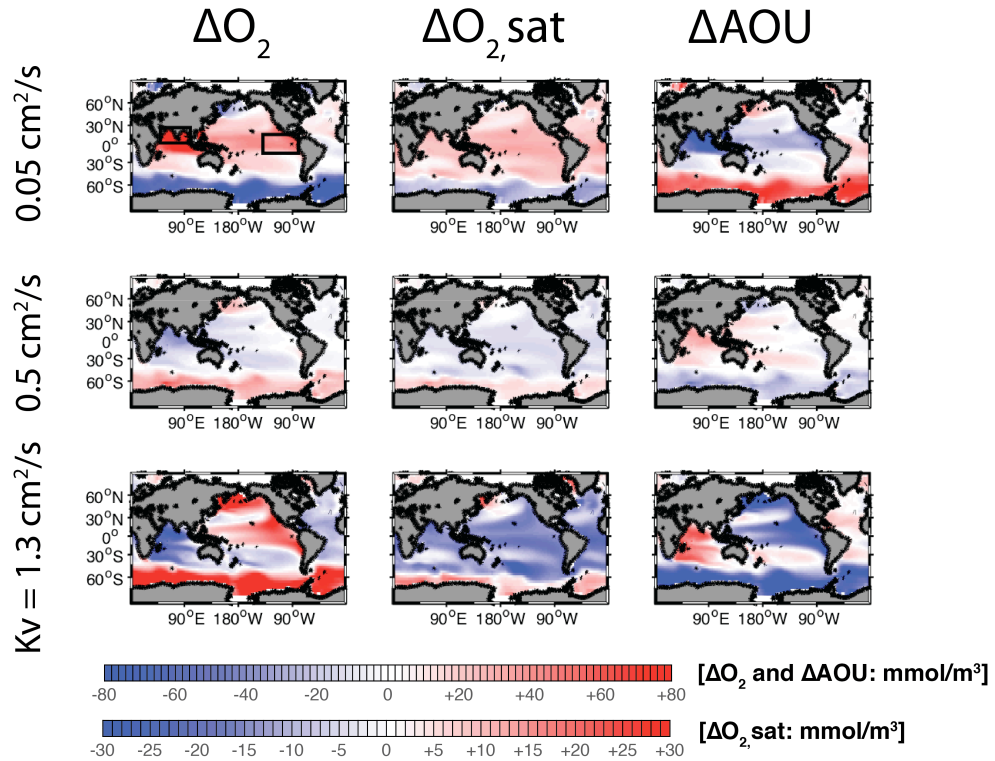 ΔO₂ ΔO₂,sat ΔAOU
0.05 cm²/s
60°N
30°N
0°
30°S
60°S
90°E 180°W 90°W 90°E 180°W 90°W 90°E 180°W 90°W
0.5 cm²/s
60°N
30°N
0°
30°S
60°S
90°E 180°W 90°W 90°E 180°W 90°W 90°E 180°W 90°W
Kv = 1.3 cm²/s
60°N
30°N
0°
30°S
60°S
90°E 180°W 90°W 90°E 180°W 90°W 90°E 180°W 90°W
[ΔO₂ and ΔAOU: mmol/m³]
-80 -60 -40 -20 0 +20 +40 +60 +80
[ΔO₂,sat: mmol/m³]
-30 -25 -20 -15 -10 -5 0 +5 +10 +15 +20 +25 +30